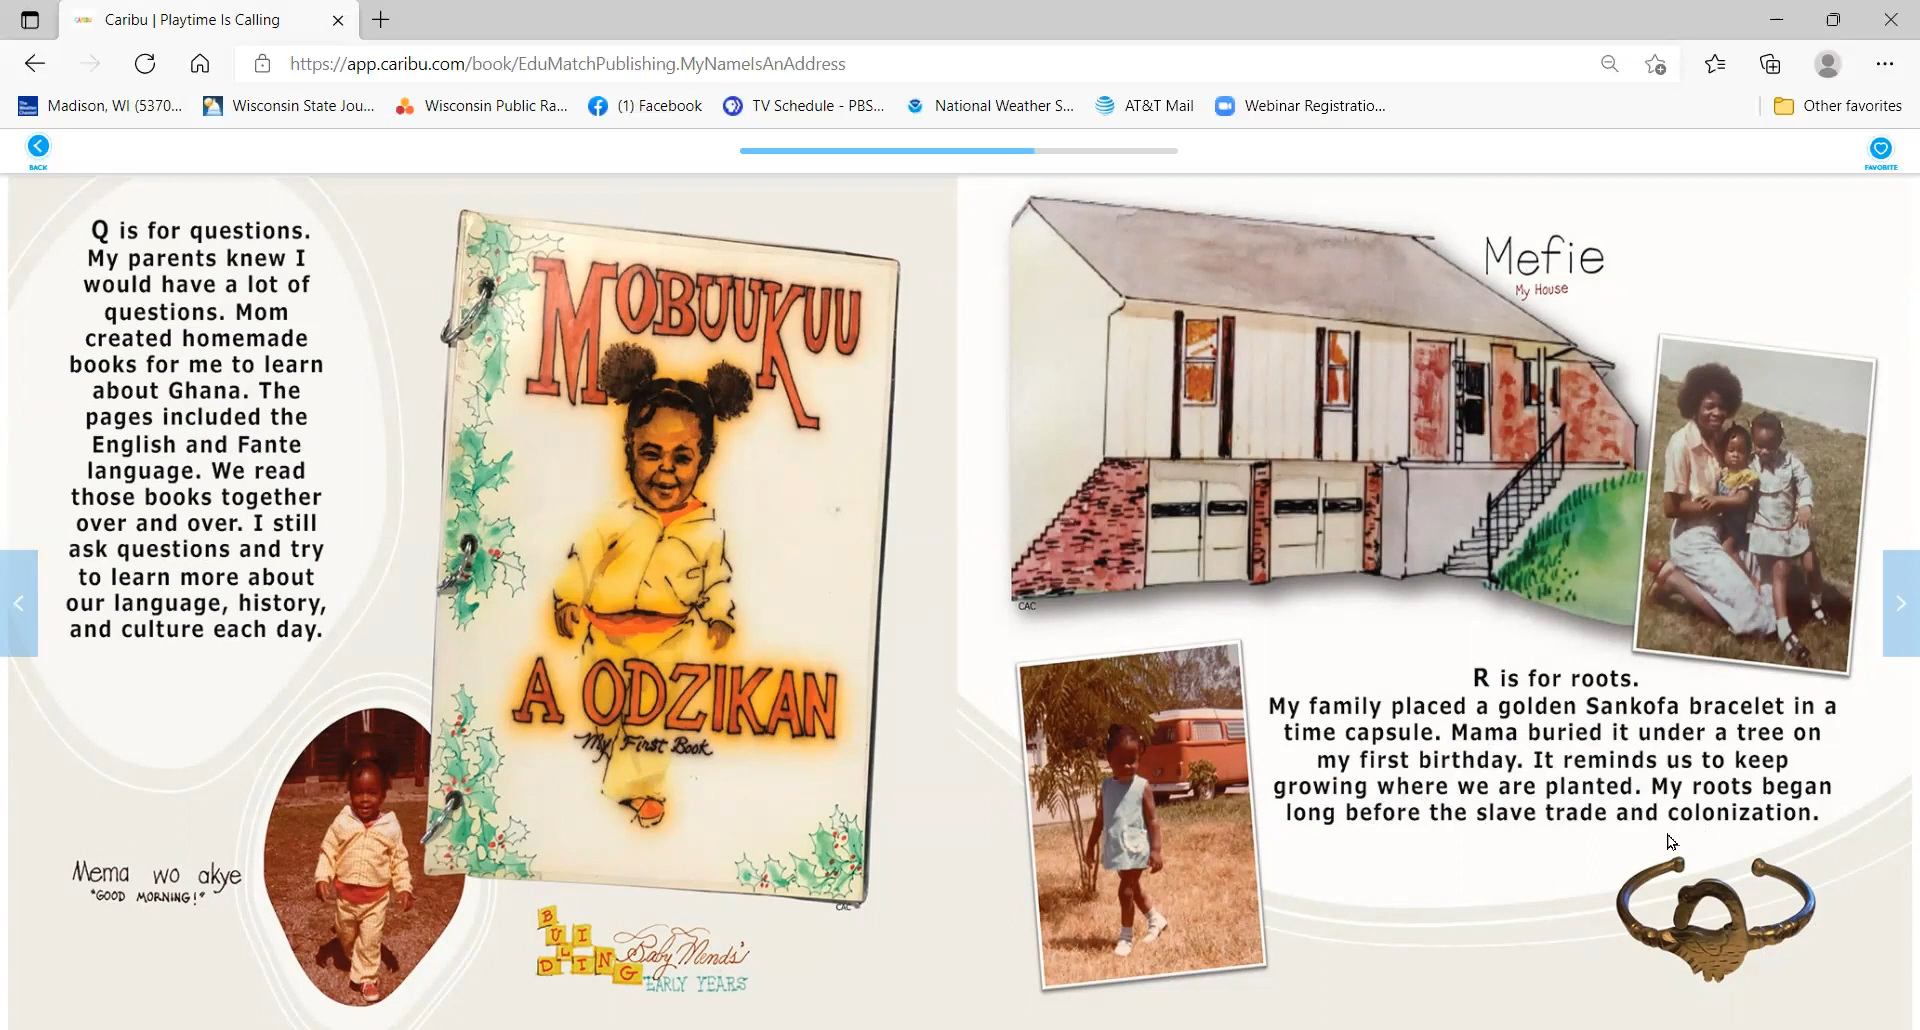 CARIBU
Caribu | Playtime Is Calling
https://app.caribu.com/book/EduMatchPublishing.MyNameIsAnAddress
Madison, WI (5370...
Wisconsin State Jou...
Wisconsin Public Ra...
(1) Facebook
TV Schedule - PBS...
National Weather S...
AT&T Mail
Webinar Registratio...
Other favorites
BACK
FAVORITE
Q is for questions.
My parents knew I
would have a lot of
questions. Mom
created homemade
books for me to learn
about Ghana. The
pages included the
English and Fante
language. We read
those books together
over and over. I still
ask questions and try
to learn more about
our language, history,
and culture each day.
Mema wo akye
"GOOD MORNING!"
MOBUUKUU
A ODZIKAN
My First Book
CAC
BUILDING
Baby Mends'
EARLY YEARS
Mefie
My House
CAC
R is for roots.
My family placed a golden Sankofa bracelet in a
time capsule. Mama buried it under a tree on
my first birthday. It reminds us to keep
growing where we are planted. My roots began
long before the slave trade and colonization.